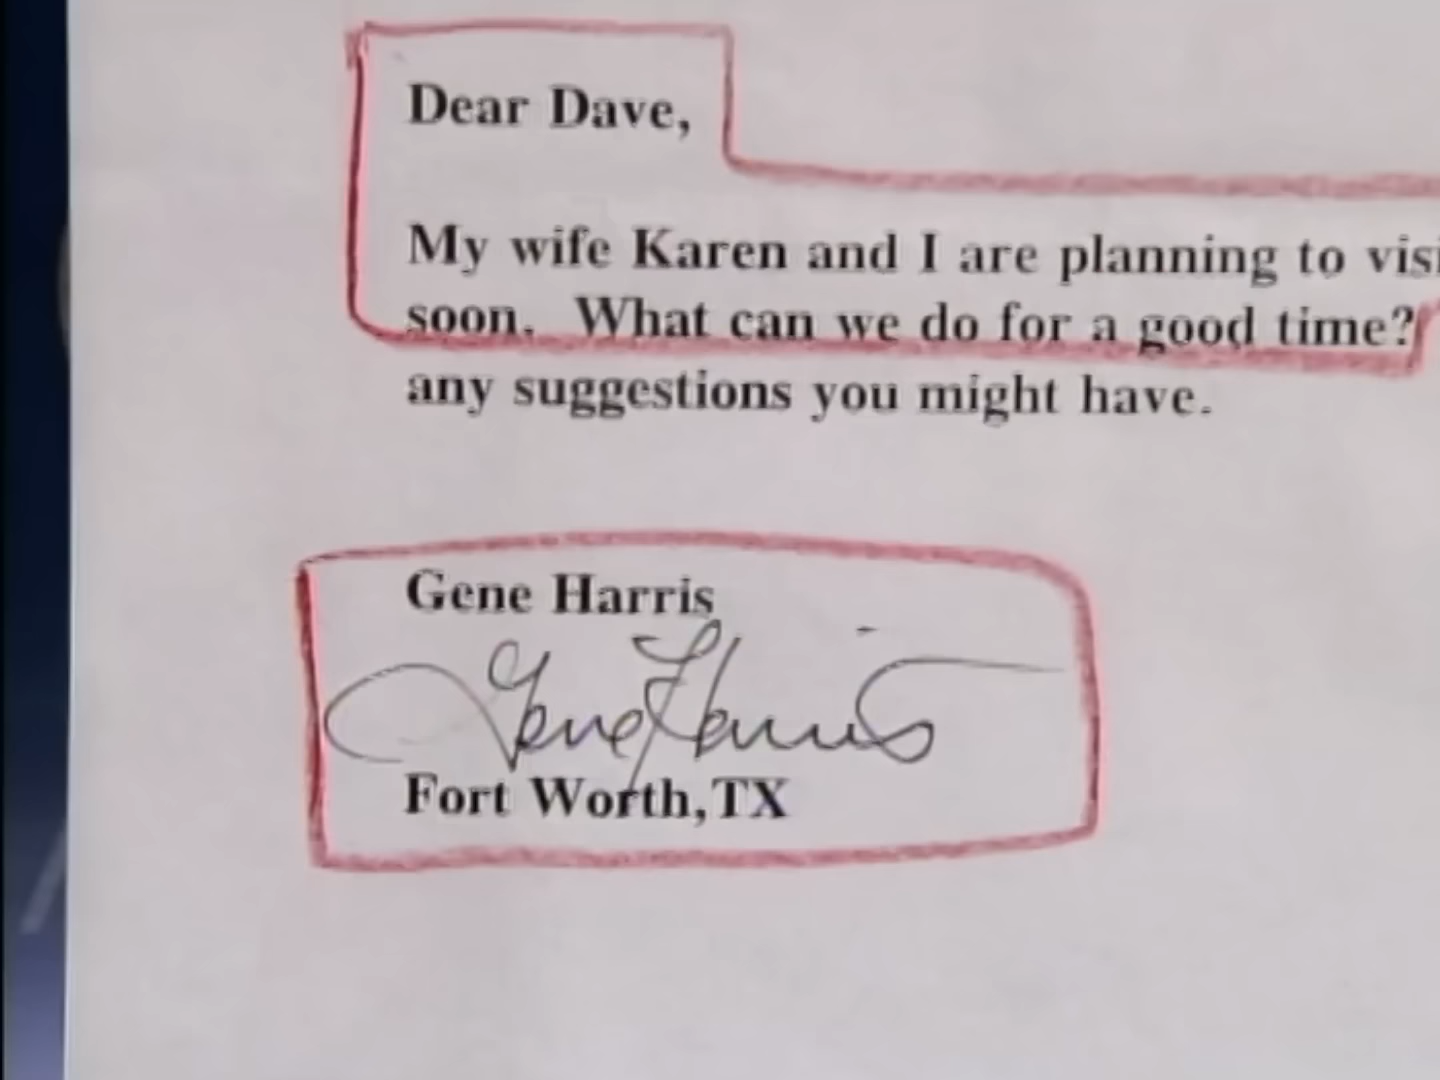 Dear Dave,
My wife Karen and I are planning to visi
soon. What can we do for a good time?
any suggestions you might have.
Gene Harris
Gene Harris
Fort Worth,TX